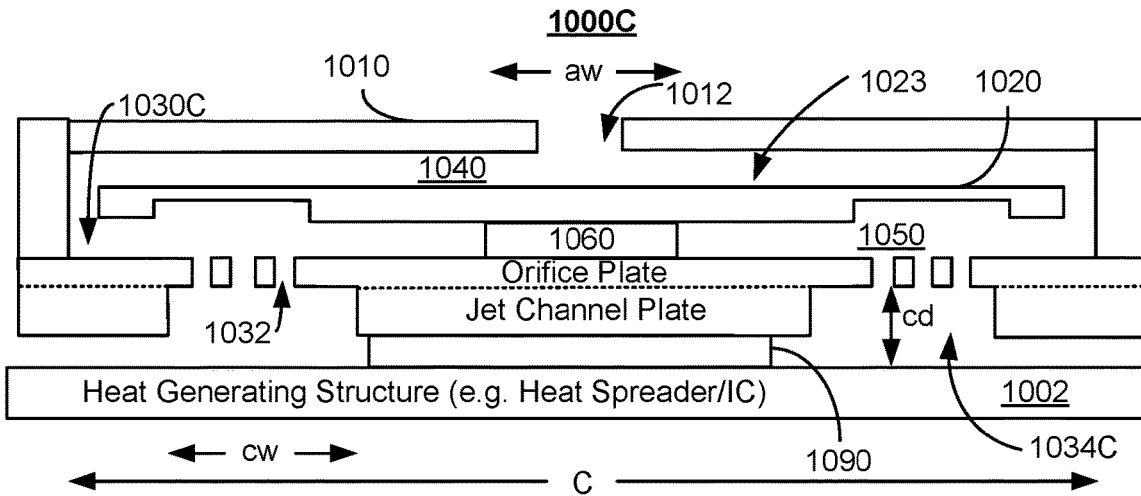 1000C
aw
1010
1012
1023
1020
1030C
1040
1060
1050
Orifice Plate
Jet Channel Plate
1032
cd
Heat Generating Structure (e.g. Heat Spreader/IC)
1002
cw
1090
1034C
C